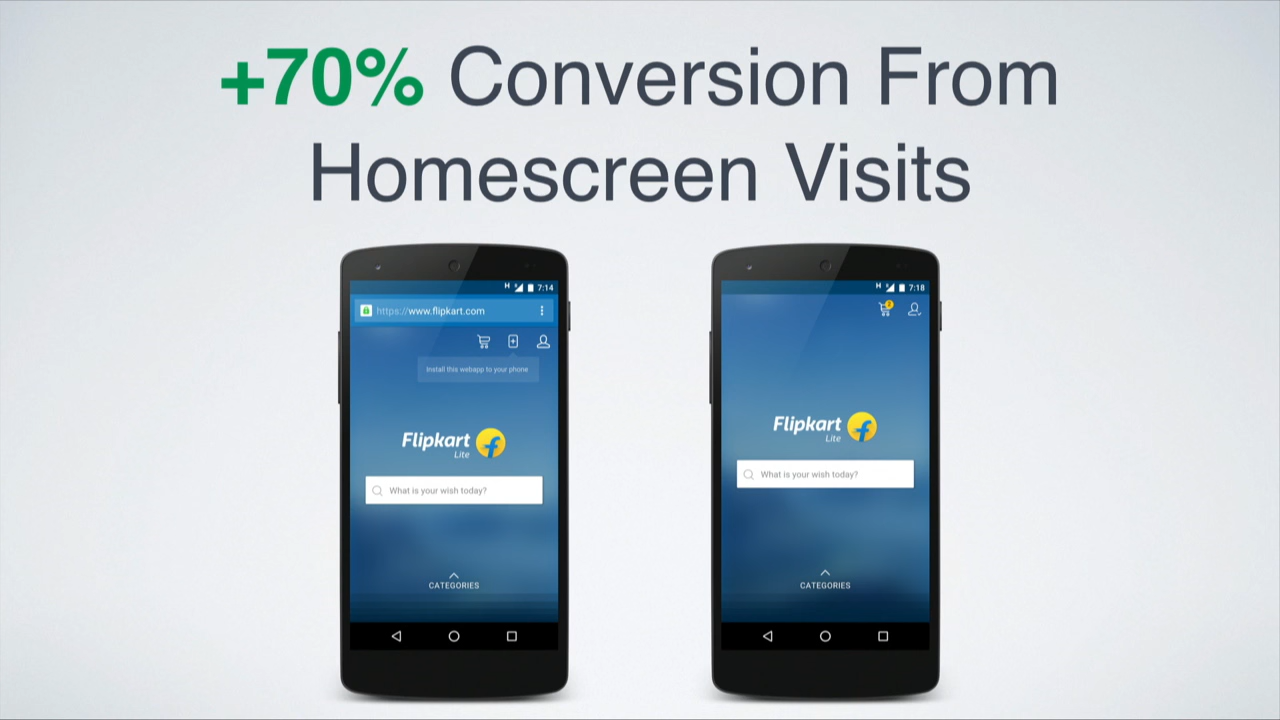 +70% Conversion From
Homescreen Visits
H 7:14
https://www.flipkart.com
Install this webapp to your phone
Flipkart
Lite
What is your wish today?
CATEGORIES
H 7:18
2
Flipkart
Lite
What is your wish today?
CATEGORIES